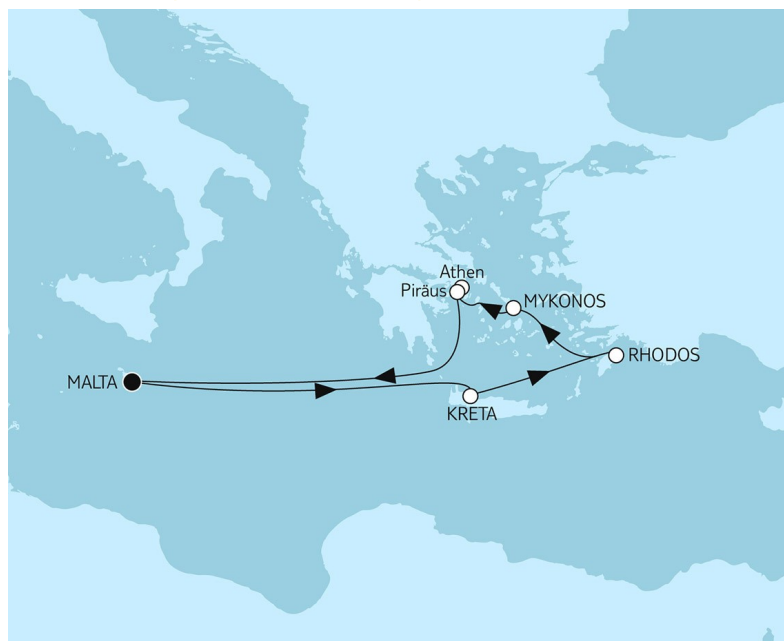 Athen
Piräus
MYKONOS
RHODOS
MALTA
KRETA